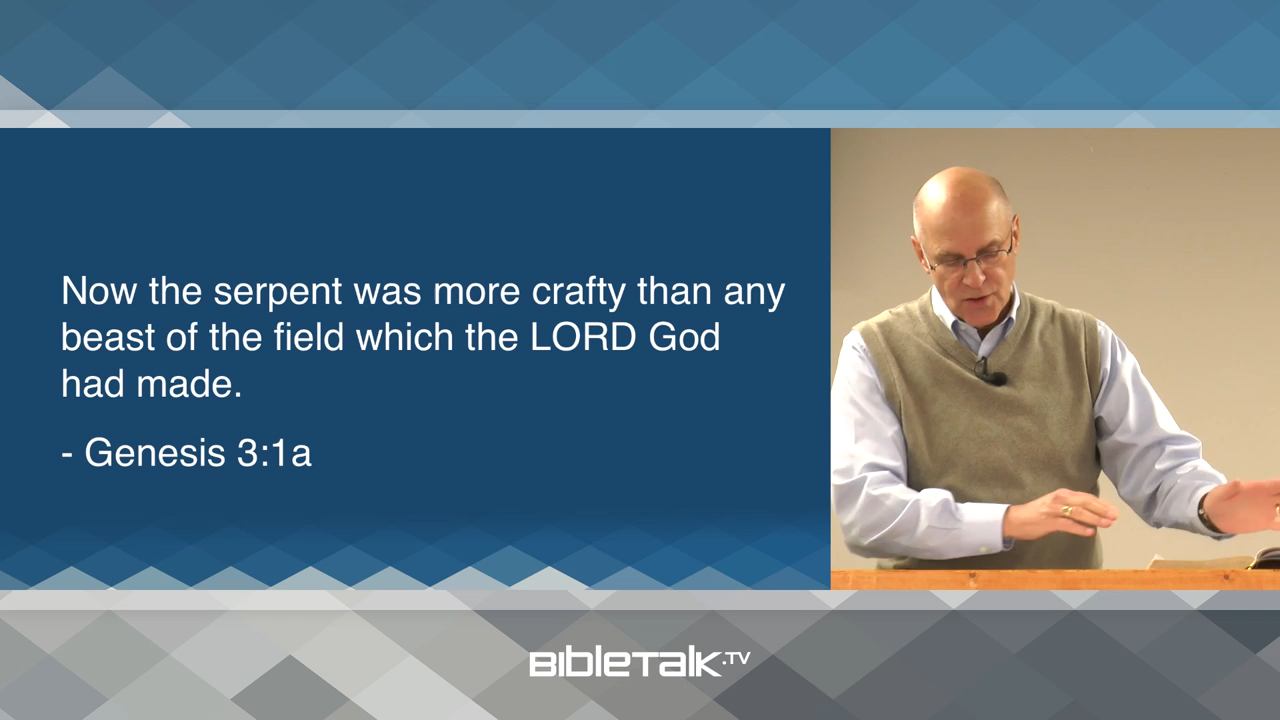 Now the serpent was more crafty than any
beast of the field which the LORD God
had made.
- Genesis 3:1a
BIBLETALK.TV